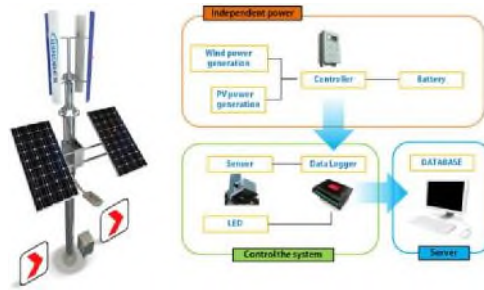 Independent power
Wind power
generation
PV power
generation
Controller
Battery
Sensor
Data Logger
LED
Control the system
DATABASE
Server